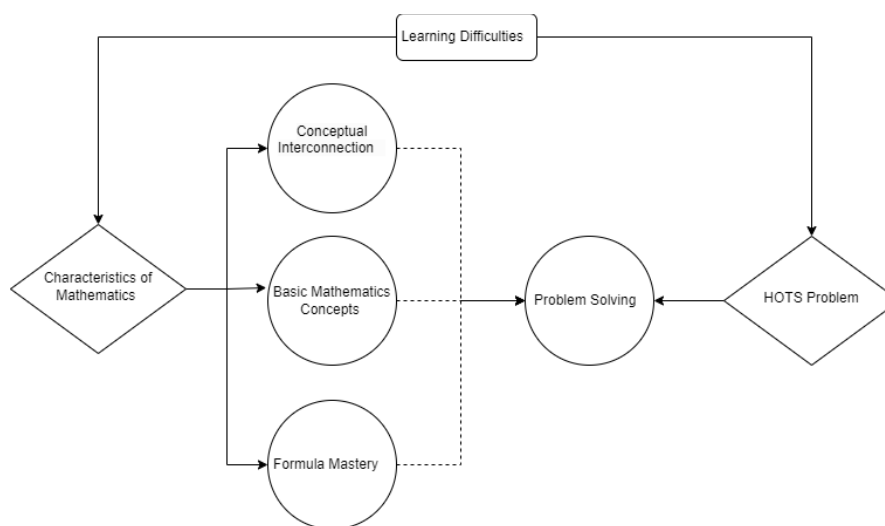 Learning Difficulties
Conceptual
Interconnection
Characteristics of
Mathematics
Basic Mathematics
Concepts
Problem Solving
HOTS Problem
Formula Mastery